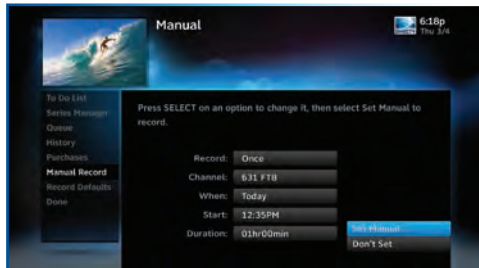 Manual
6:18p
Thu 3/4
To Do List
Series Manager
Queue
History
Purchases
Manual Record
Record Defaults
Done
Press SELECT on an option to change it, then select Set Manual to
record.
Record: Once
Channel: 631 FTB
When: Today
Start: 12:35PM
Duration: 01hr00min
Set Manual
Don't Set